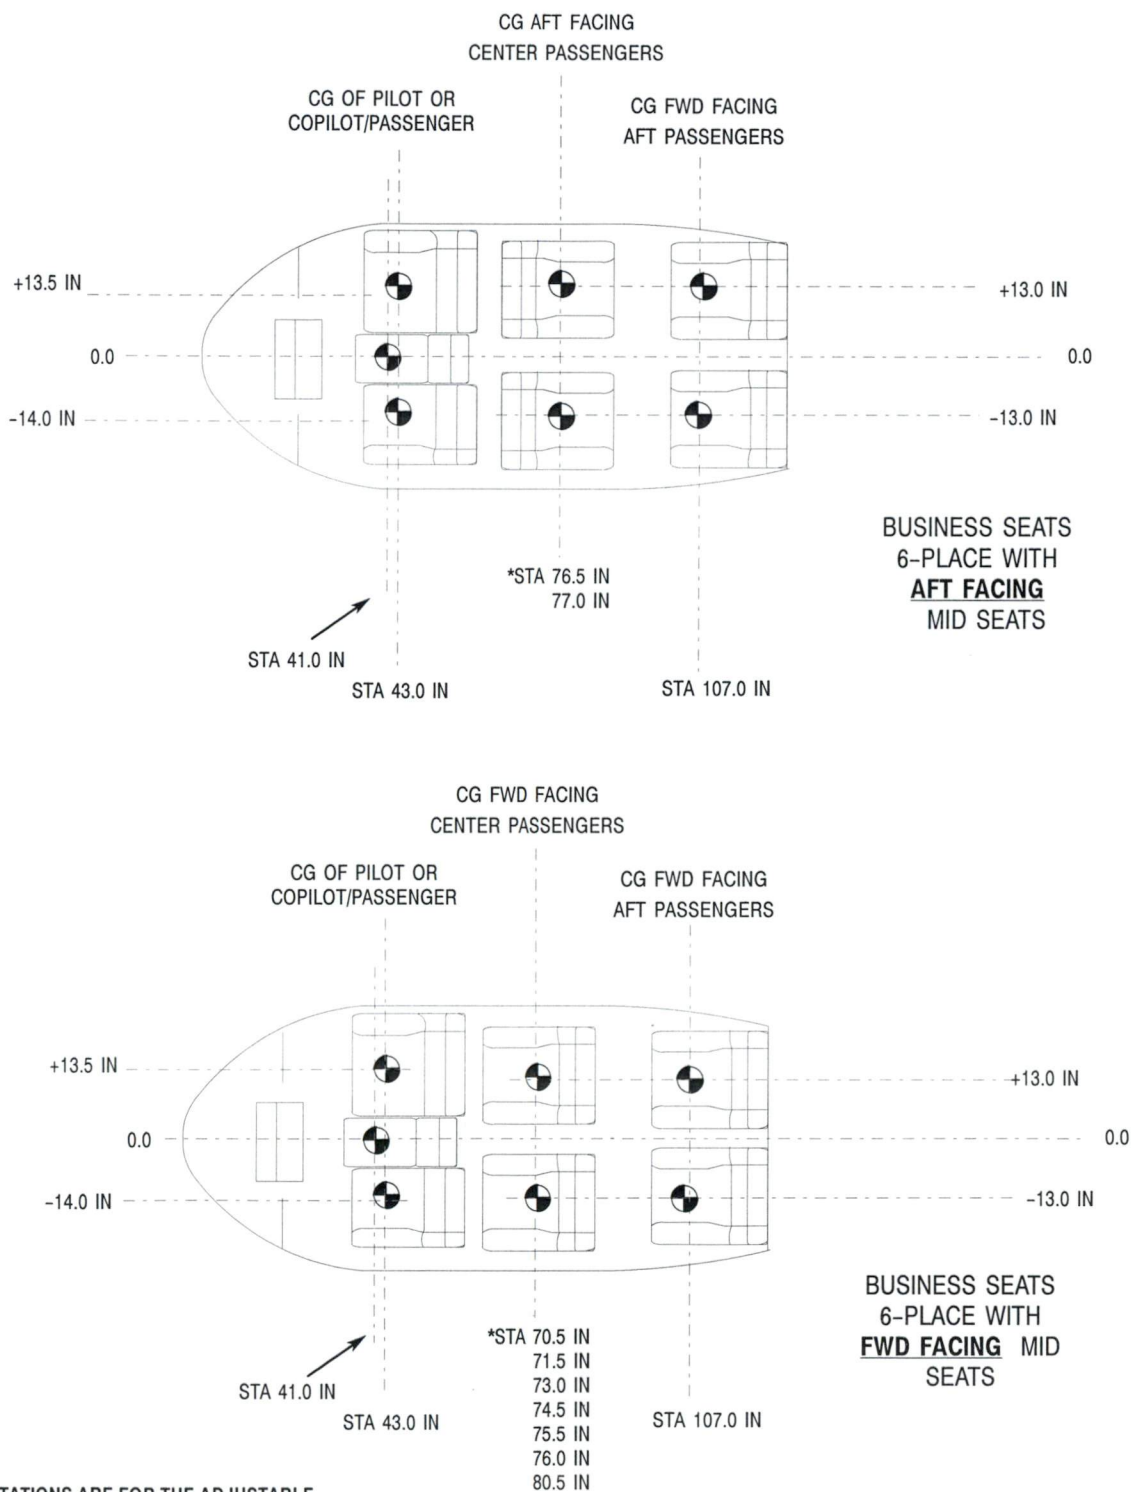 CG AFT FACING
CENTER PASSENGERS
CG OF PILOT OR
COPILOT/PASSENGER
CG FWD FACING
AFT PASSENGERS
+13.5 IN
+13.0 IN
0.0
0.0
-14.0 IN
-13.0 IN
BUSINESS SEATS
6-PLACE WITH
AFT FACING
MID SEATS
*STA 76.5 IN
77.0 IN
STA 41.0 IN
STA 43.0 IN
STA 107.0 IN
CG FWD FACING
CENTER PASSENGERS
CG OF PILOT OR
COPILOT/PASSENGER
CG FWD FACING
AFT PASSENGERS
+13.5 IN
+13.0 IN
0.0
0.0
-14.0 IN
-13.0 IN
BUSINESS SEATS
6-PLACE WITH
FWD FACING MID
SEATS
*STA 70.5 IN
71.5 IN
73.0 IN
74.5 IN
75.5 IN
76.0 IN
80.5 IN
STA 41.0 IN
STA 43.0 IN
STA 107.0 IN
ARE FOR THE ADJUSTABLE